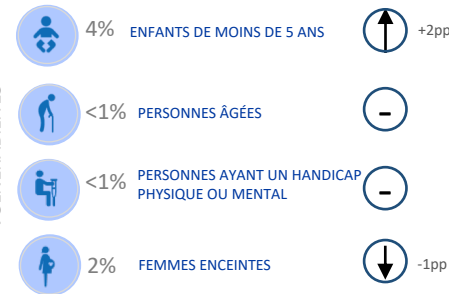 4% ENFANTS DE MOINS DE 5 ANS +2pp
<1% PERSONNES ÂGÉES -
<1% PERSONNES AYANT UN HANDICAP
PHYSIQUE OU MENTAL -
2% FEMMES ENCEINTES -1pp